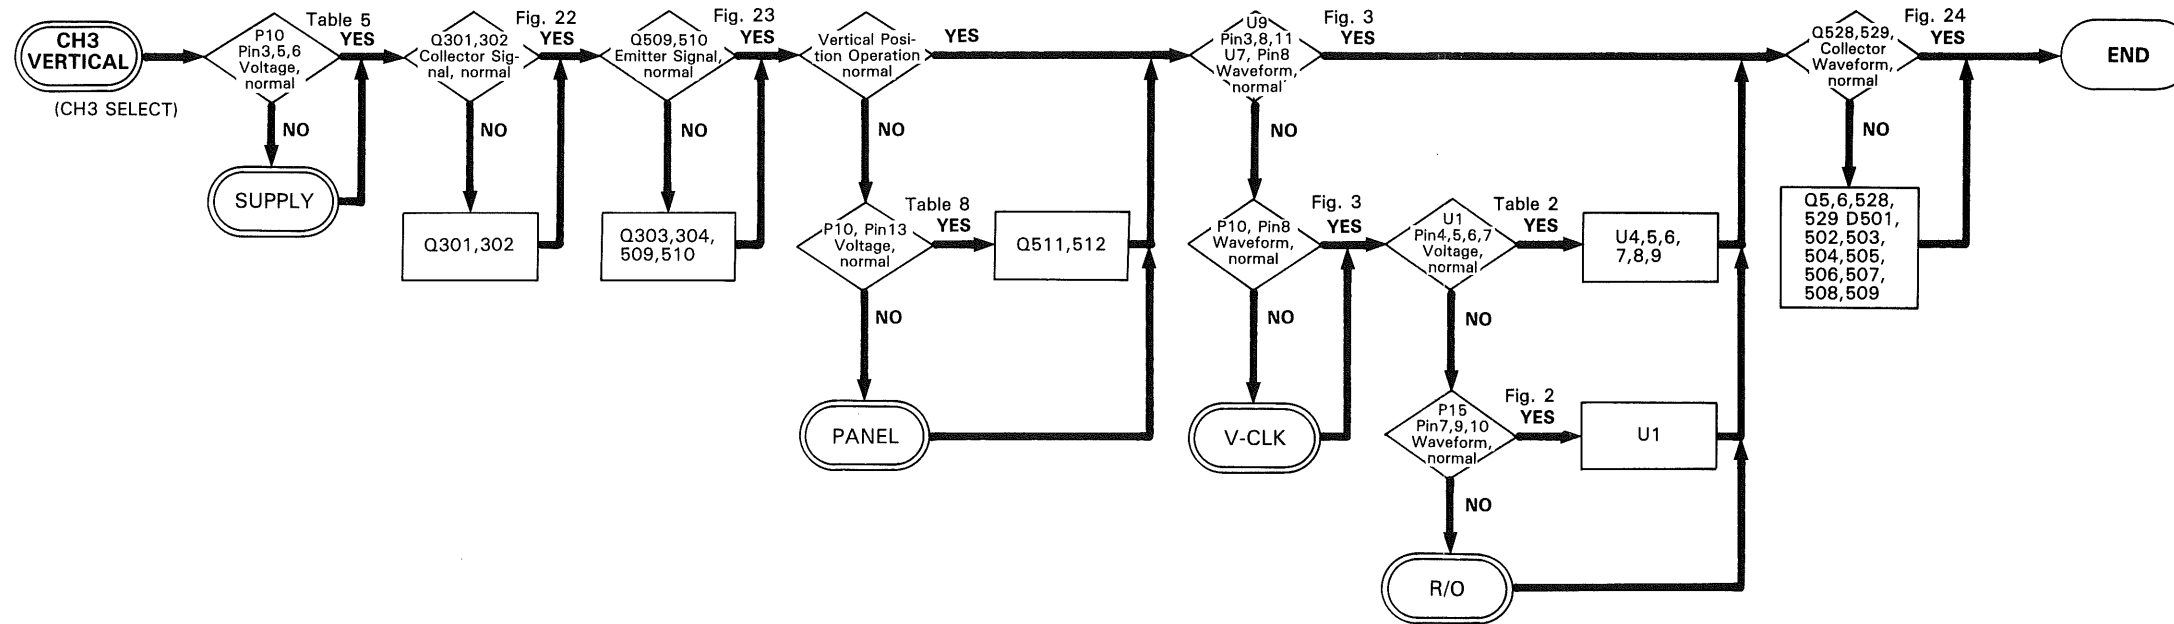 CH3
VERTICAL
(CH3 SELECT)
P10
Pin3,5,6
Voltage,
normal
Table 5
YES
NO
SUPPLY
Q301,302
Collector Sig-
nal, normal
Fig. 22
YES
NO
Q301,302
Q509,510
Emitter Signal,
normal
Fig. 23
YES
NO
Q303,304,
509,510
Vertical Posi-
tion Operation
normal
YES
NO
P10, Pin13
Voltage,
normal
Table 8
YES
Q511,512
NO
PANEL
U9
Pin3,8,11
U7, Pin8
Waveform,
normal
Fig. 3
YES
NO
P10, Pin8
Waveform,
normal
Fig. 3
YES
NO
V-CLK
U1
Pin4,5,6,7
Voltage,
normal
Table 2
YES
U4,5,6,
7,8,9
NO
P15
Pin7,9,10
Waveform,
normal
Fig. 2
YES
U1
NO
R/O
Q528,529,
Collector
Waveform,
normal
Fig. 24
YES
NO
Q5,6,528,
529 D501,
502,503,
504,505,
506,507,
508,509
END